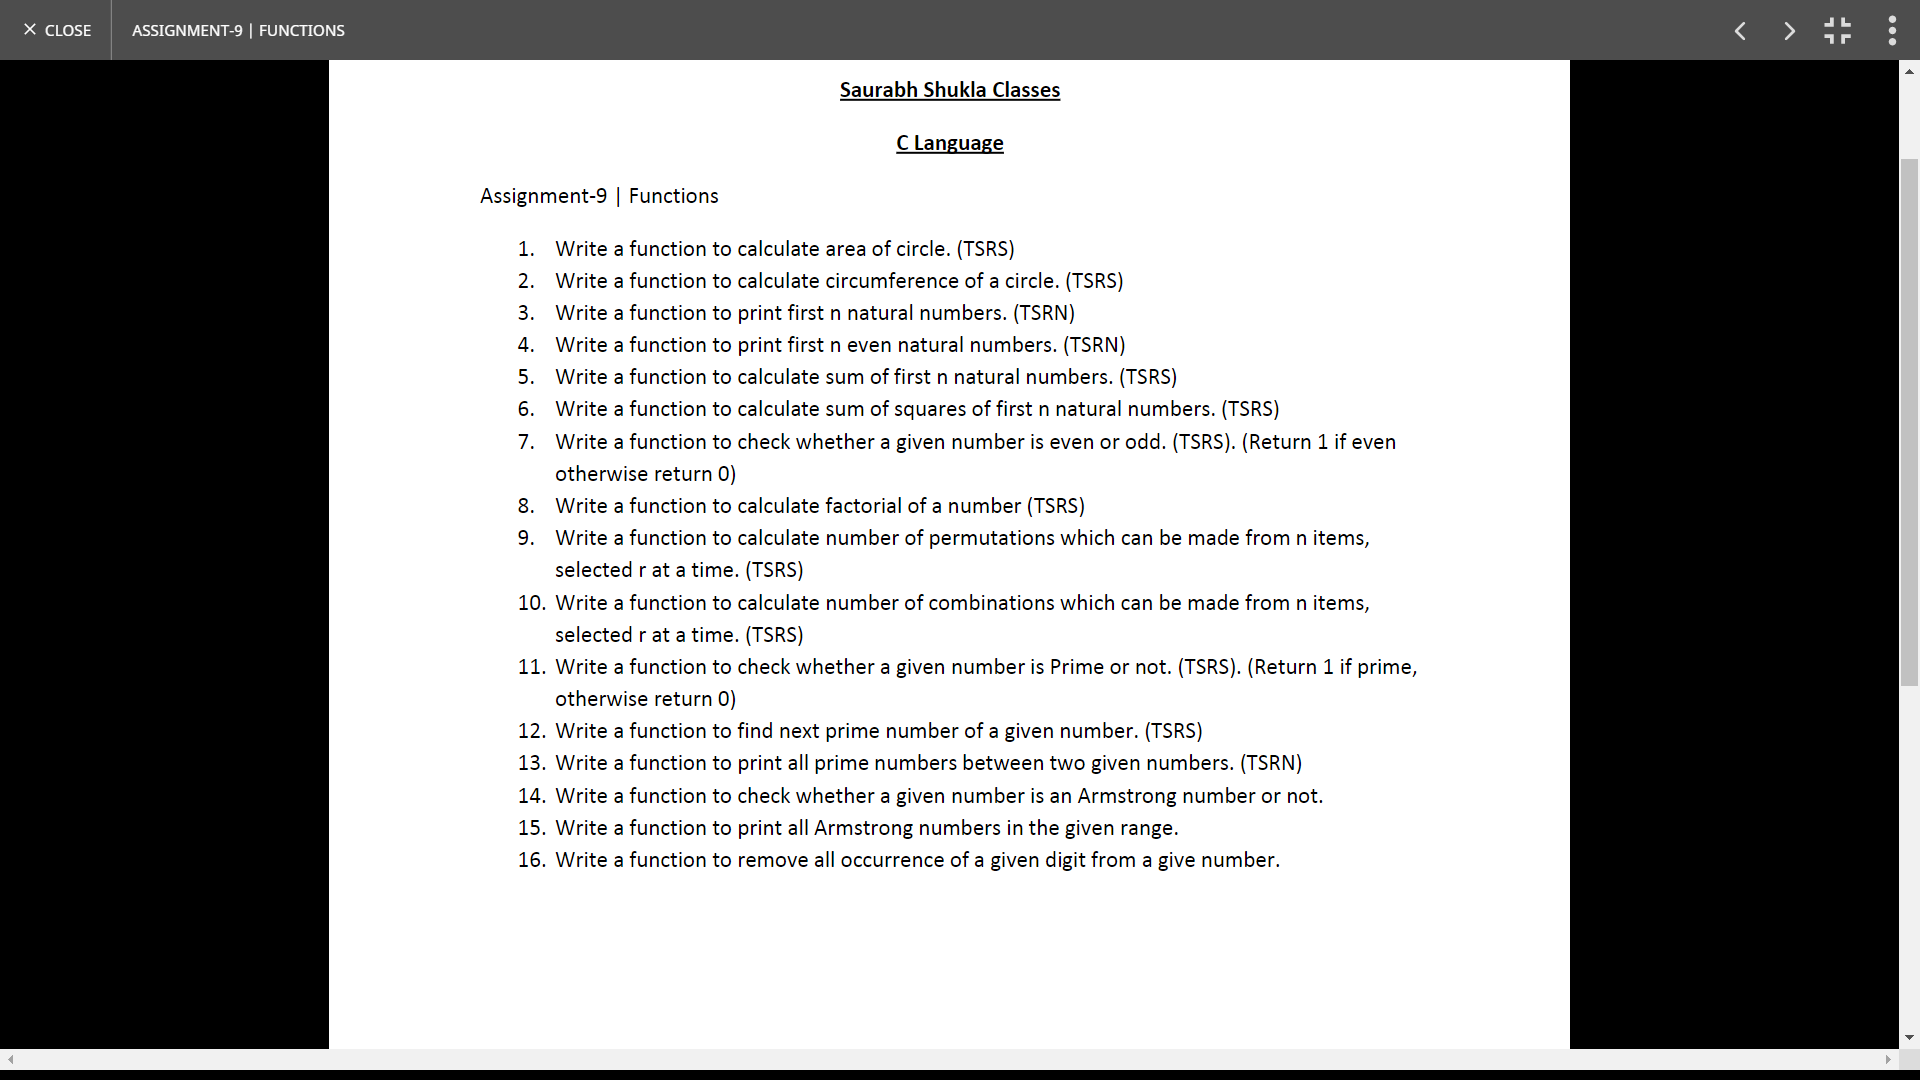 CLOSE
ASSIGNMENT-9 | FUNCTIONS
Saurabh Shukla Classes
C Language
Assignment-9 | Functions
1. Write a function to calculate area of circle. (TSRS)
2. Write a function to calculate circumference of a circle. (TSRS)
3. Write a function to print first n natural numbers. (TSRN)
4. Write a function to print first n even natural numbers. (TSRN)
5. Write a function to calculate sum of first n natural numbers. (TSRS)
6. Write a function to calculate sum of squares of first n natural numbers. (TSRS)
7. Write a function to check whether a given number is even or odd. (TSRS). (Return 1 if even
otherwise return 0)
8. Write a function to calculate factorial of a number (TSRS)
9. Write a function to calculate number of permutations which can be made from n items,
selected r at a time. (TSRS)
10. Write a function to calculate number of combinations which can be made from n items,
selected r at a time. (TSRS)
11. Write a function to check whether a given number is Prime or not. (TSRS). (Return 1 if prime,
otherwise return 0)
12. Write a function to find next prime number of a given number. (TSRS)
13. Write a function to print all prime numbers between two given numbers. (TSRN)
14. Write a function to check whether a given number is an Armstrong number or not.
15. Write a function to print all Armstrong numbers in the given range.
16. Write a function to remove all occurrence of a given digit from a give number.